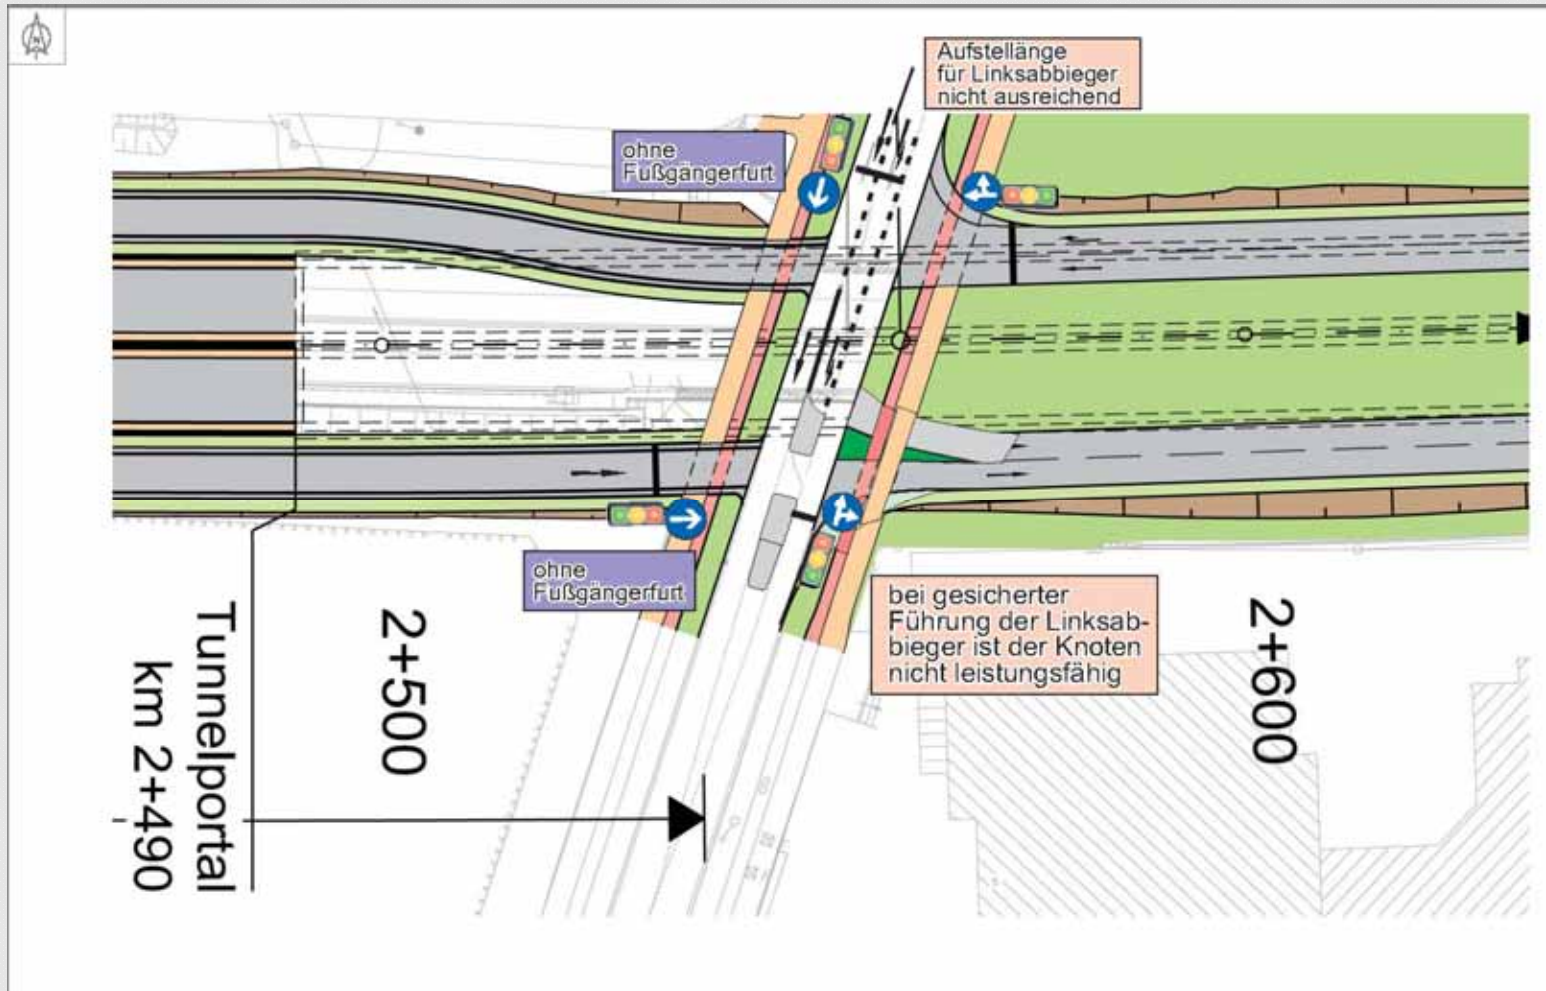 N
Aufstellänge
für Linksabbieger
nicht ausreichend
ohne
Fußgängerfurt
ohne
Fußgängerfurt
bei gesicherter
Führung der Linksab-
bieger ist der Knoten
nicht leistungsfähig
Tunnelportal
km 2+490
2+500
2+600